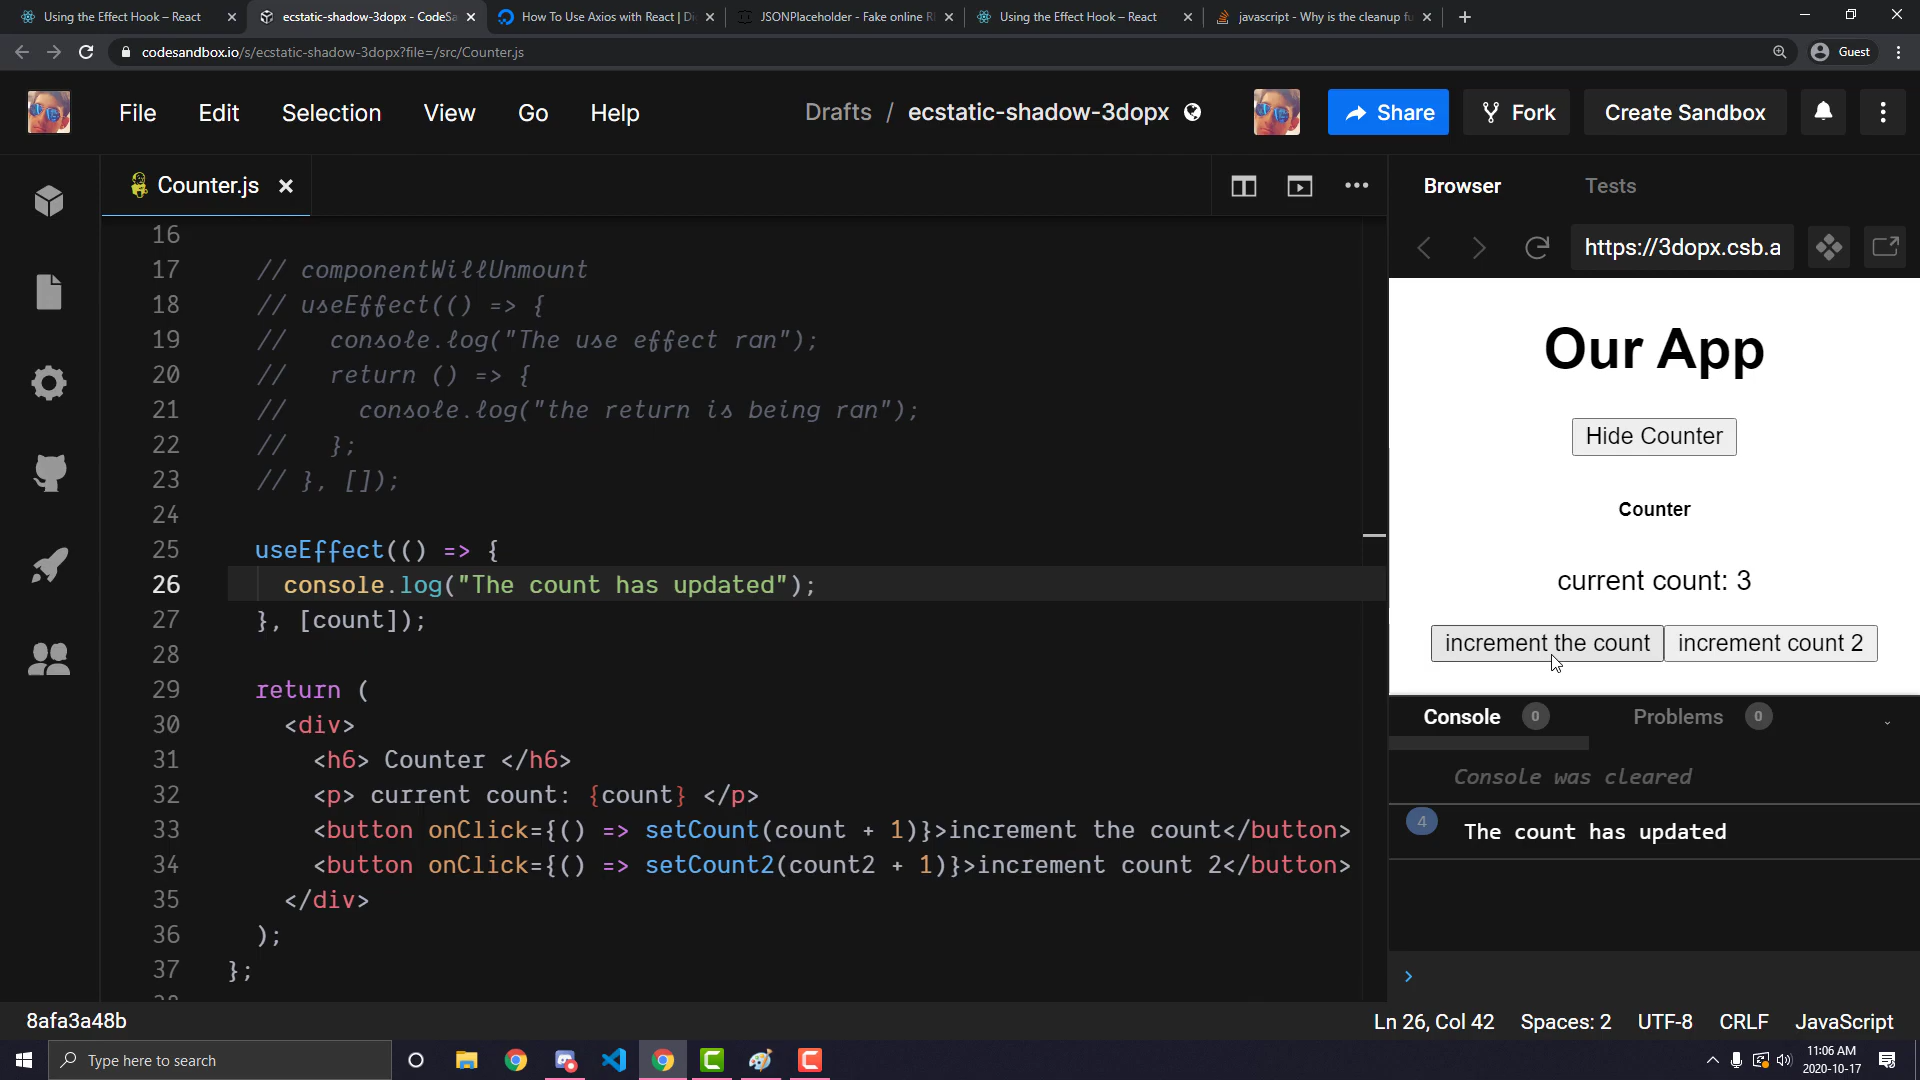 Using the Effect Hook – React
ecstatic-shadow-3dopx - CodeSa
How To Use Axios with React | Di
JSONPlaceholder - Fake online R
Using the Effect Hook – React
javascript - Why is the cleanup fu
codesandbox.io/s/ecstatic-shadow-3dopx?file=/src/Counter.js
Guest
File Edit Selection View Go Help
Drafts / ecstatic-shadow-3dopx
Share
Fork
Create Sandbox
Counter.js
16
17 // componentWillUnmount
18 // useEffect(() => {
19 //   console.log("The use effect ran");
20 //   return () => {
21 //     console.log("the return is being ran");
22 //   };
23 // }, []);
24
25 useEffect(() => {
26   console.log("The count has updated");
27 }, [count]);
28
29 return (
30   <div>
31     <h6> Counter </h6>
32     <p> current count: {count} </p>
33     <button onClick={() => setCount(count + 1)}>increment the count</button>
34     <button onClick={() => setCount2(count2 + 1)}>increment count 2</button>
35   </div>
36 );
37 };
Browser Tests
https://3dopx.csb.a
Our App
Hide Counter
Counter
current count: 3
increment the count
increment count 2
Console 0 Problems 0
Console was cleared
4 The count has updated
8afa3a48b
Ln 26, Col 42 Spaces: 2 UTF-8 CRLF JavaScript
Type here to search
11:06 AM
2020-10-17